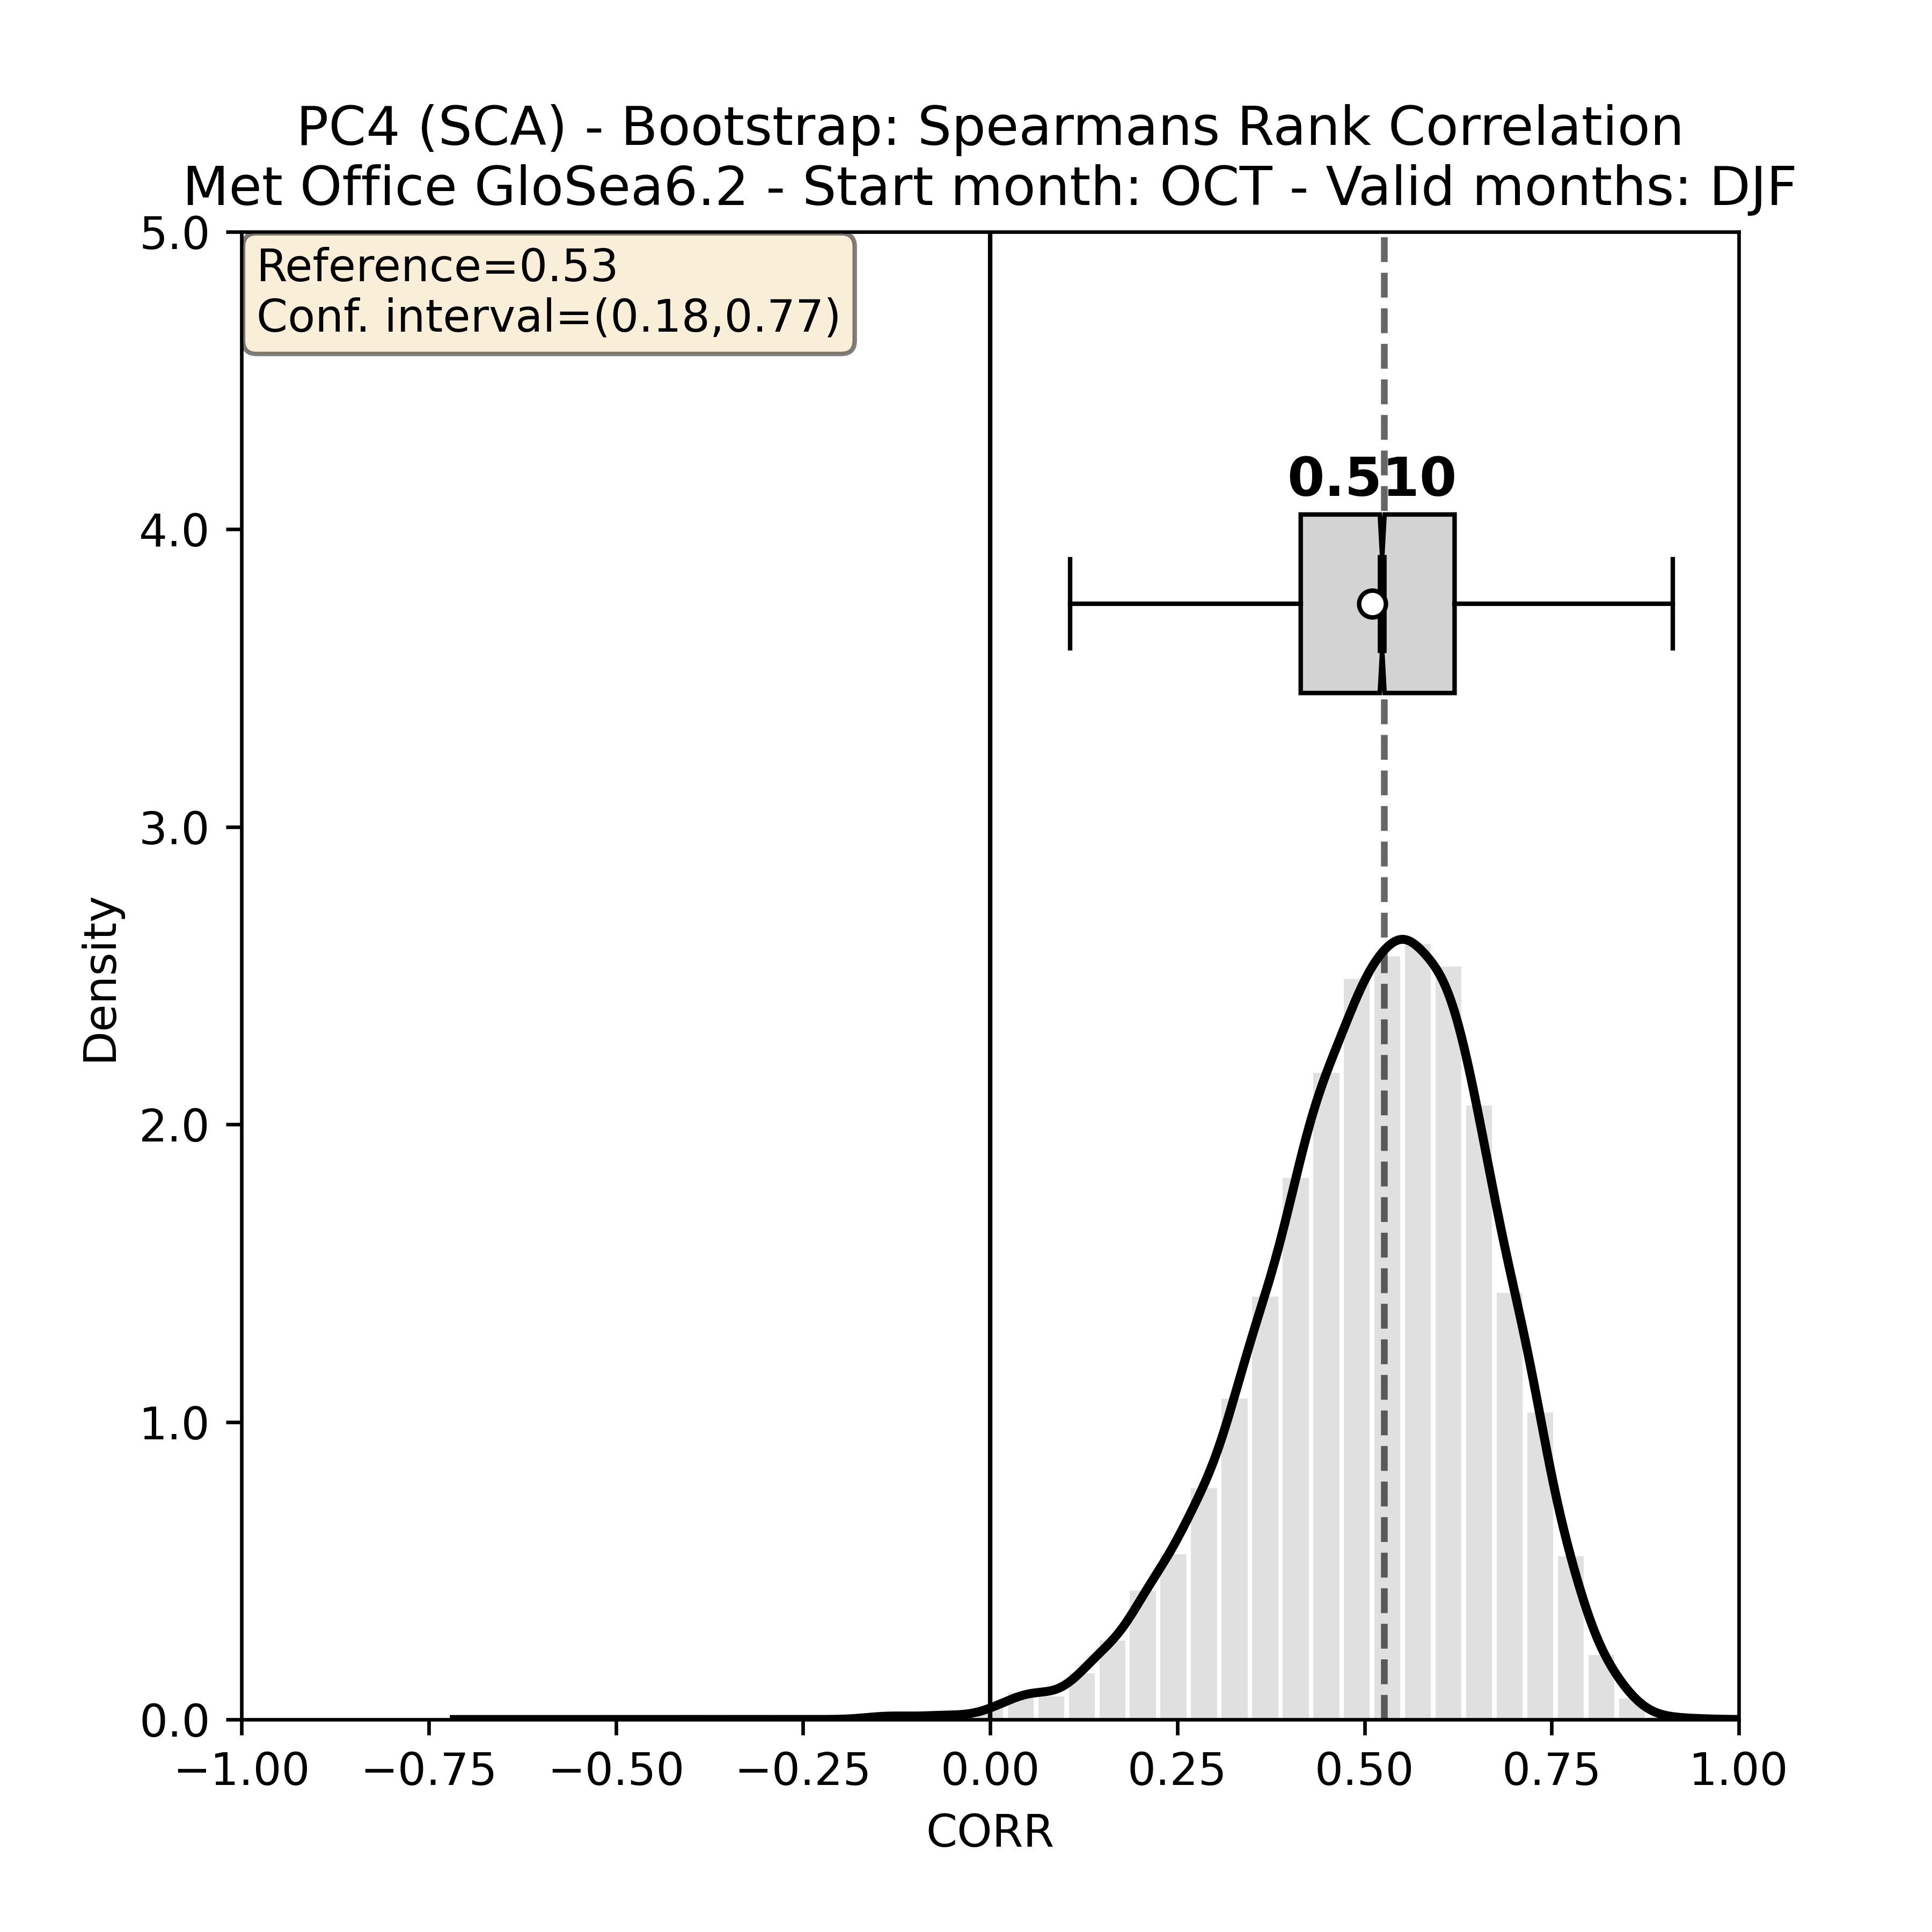 PC4 (SCA) - Bootstrap: Spearmans Rank Correlation
Met Office GloSea6.2 - Start month: OCT - Valid months: DJF
Reference=0.53
Conf. interval=(0.18,0.77)
0.510
Density
5.0
4.0
3.0
2.0
1.0
0.0
−1.00 −0.75 −0.50 −0.25 0.00 0.25 0.50 0.75 1.00
CORR